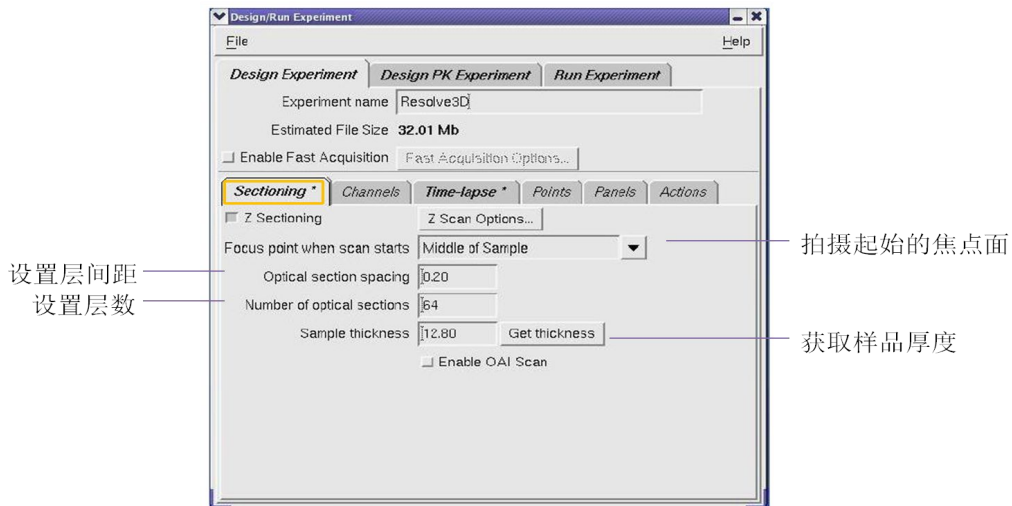 Design/Run Experiment
File Help
Design Experiment Design PK Experiment Run Experiment
Experiment name Resolve3D
Estimated File Size 32.01 Mb
Enable Fast Acquisition Fast Acquisition Options...
Sectioning * Channels Time-lapse * Points Panels Actions
Z Sectioning Z Scan Options...
Focus point when scan starts Middle of Sample 拍摄起始的焦点面
设置层间距 Optical section spacing 0.20
设置层数 Number of optical sections 64
Sample thickness 12.80 Get thickness 获取样品厚度
Enable OAI Scan